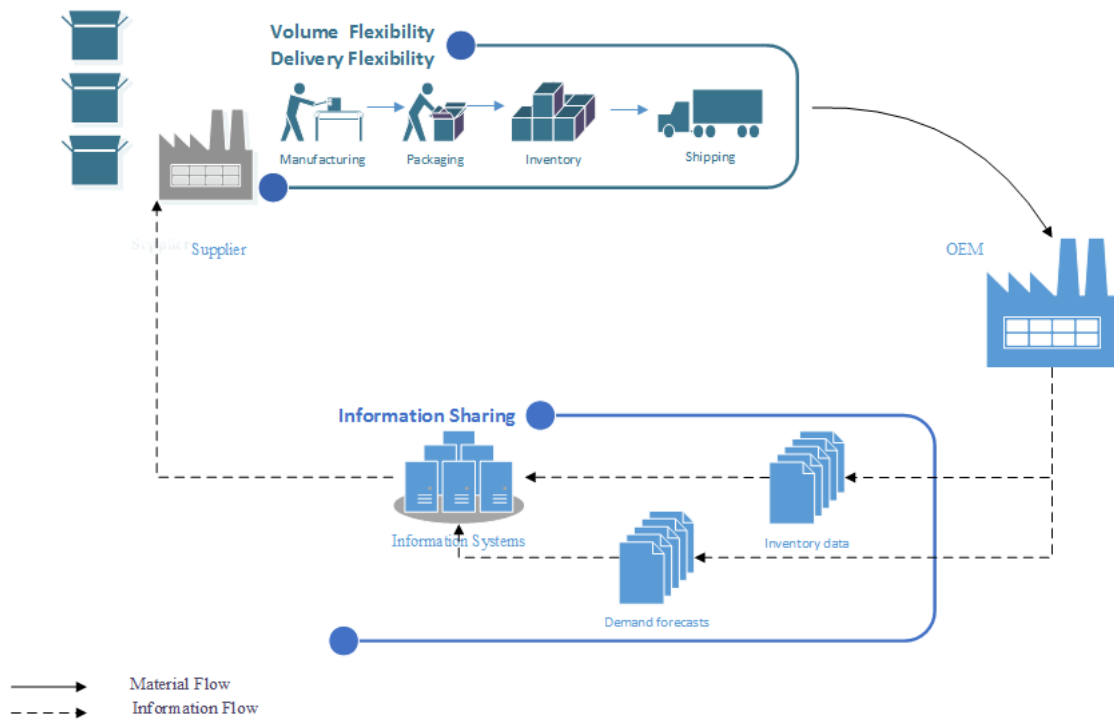 Volume Flexibility
Delivery Flexibility
Manufacturing
Packaging
Inventory
Shipping
Supplier Supplier
OEM
Information Sharing
Information Systems
Inventory data
Demand forecasts
Material Flow
Information Flow